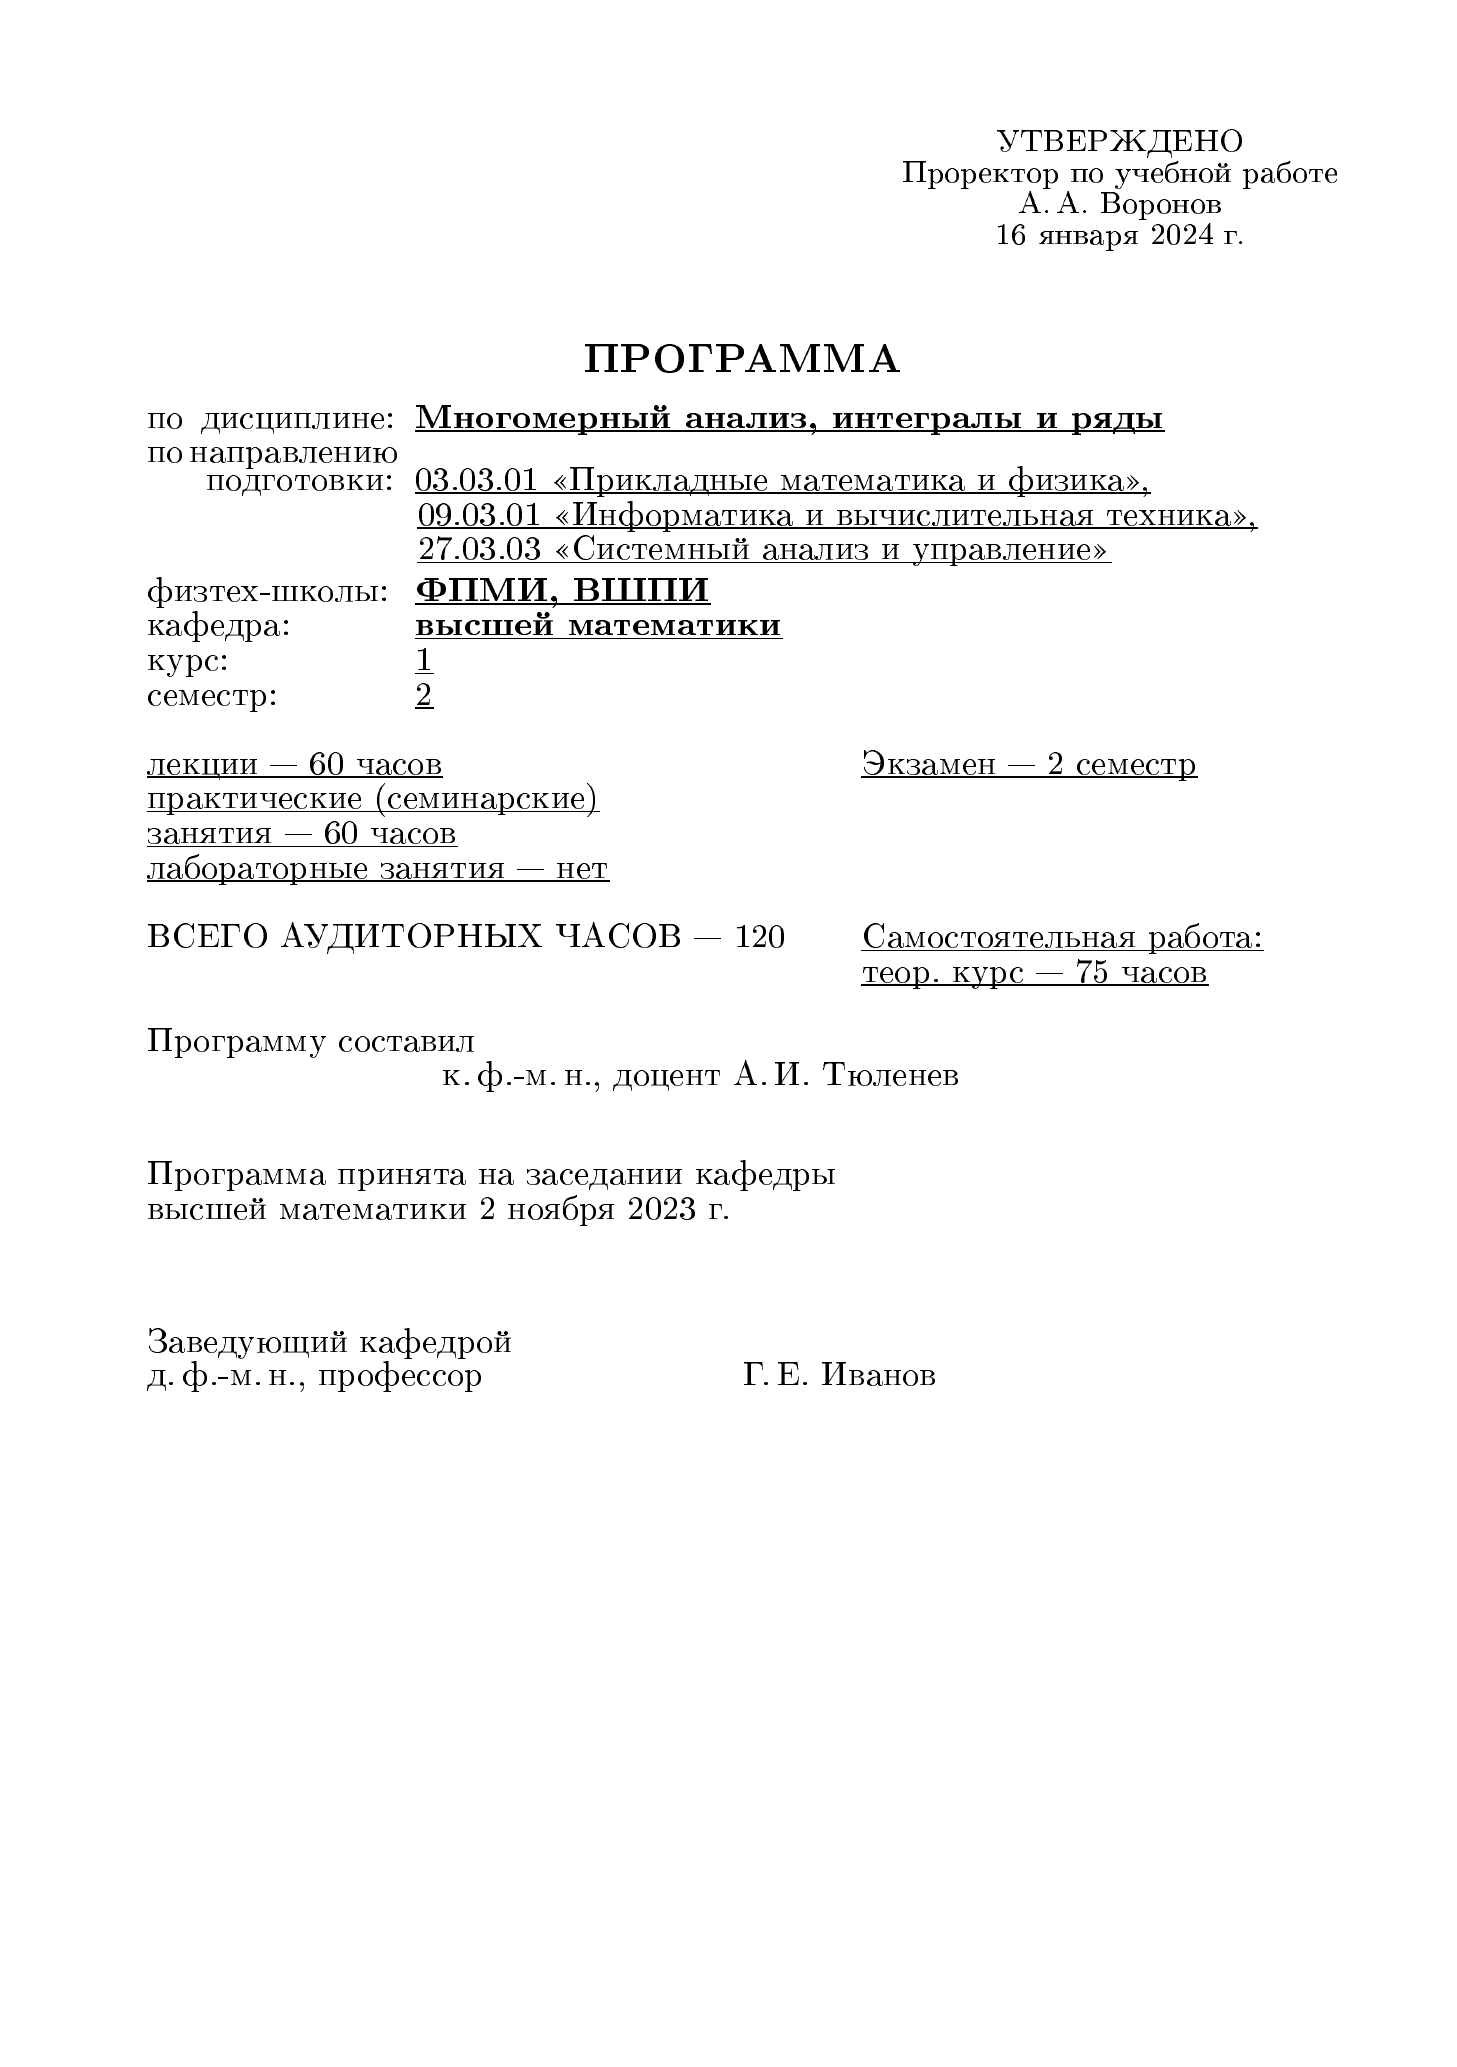 УТВЕРЖДЕНО
Проректор по учебной работе
А. А. Воронов
16 января 2024 г.
ПРОГРАММА
по дисциплине: Многомерный анализ, интегралы и ряды
по направлению
подготовки: 03.03.01 «Прикладные математика и физика»,
09.03.01 «Информатика и вычислительная техника»,
27.03.03 «Системный анализ и управление»
физтех-школы: ФПМИ, ВШПИ
кафедра: высшей математики
курс: 1
семестр: 2
лекции — 60 часов Экзамен — 2 семестр
практические (семинарские)
занятия — 60 часов
лабораторные занятия — нет
ВСЕГО АУДИТОРНЫХ ЧАСОВ — 120 Самостоятельная работа:
теор. курс — 75 часов
Программу составил
к. ф.-м. н., доцент А. И. Тюленев
Программа принята на заседании кафедры
высшей математики 2 ноября 2023 г.
Заведующий кафедрой
д. ф.-м. н., профессор Г. Е. Иванов